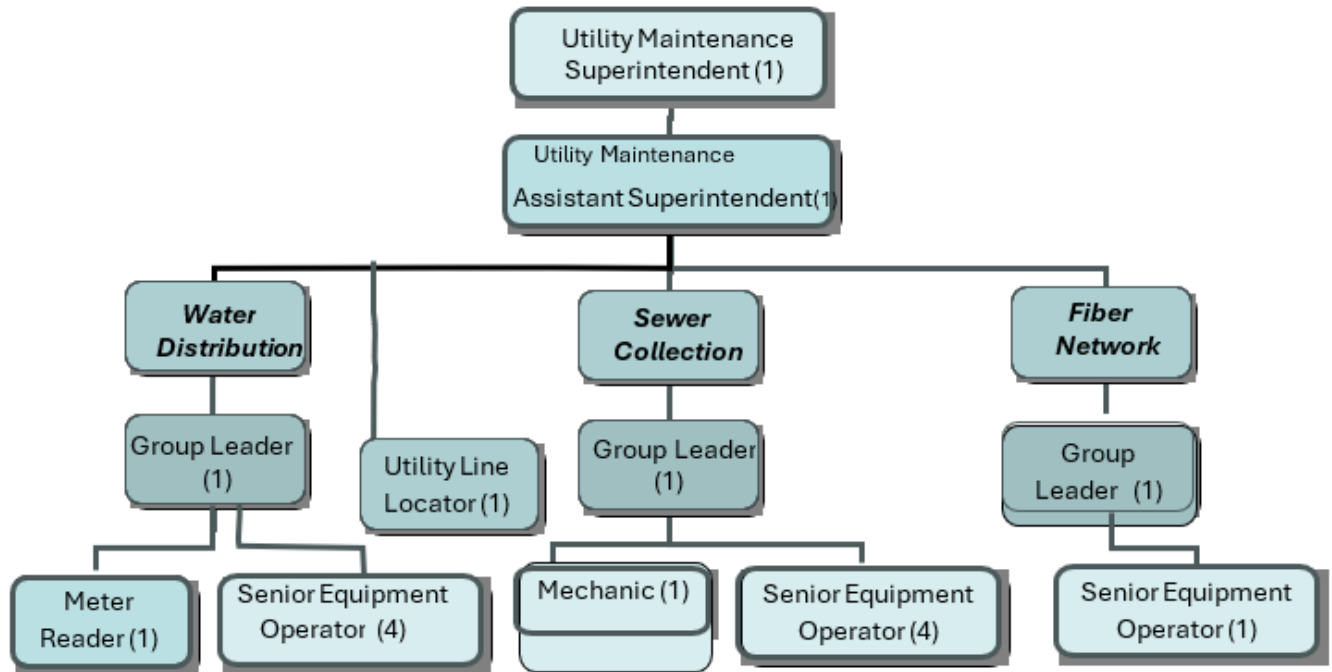 Utility Maintenance
Superintendent (1)
Utility Maintenance
Assistant Superintendent(1)
Water
Distribution
Sewer
Collection
Fiber
Network
Group Leader
(1)
Utility Line
Locator (1)
Group Leader
(1)
Group
Leader (1)
Meter
Reader (1)
Senior Equipment
Operator (4)
Mechanic (1)
Senior Equipment
Operator (4)
Senior Equipment
Operator (1)